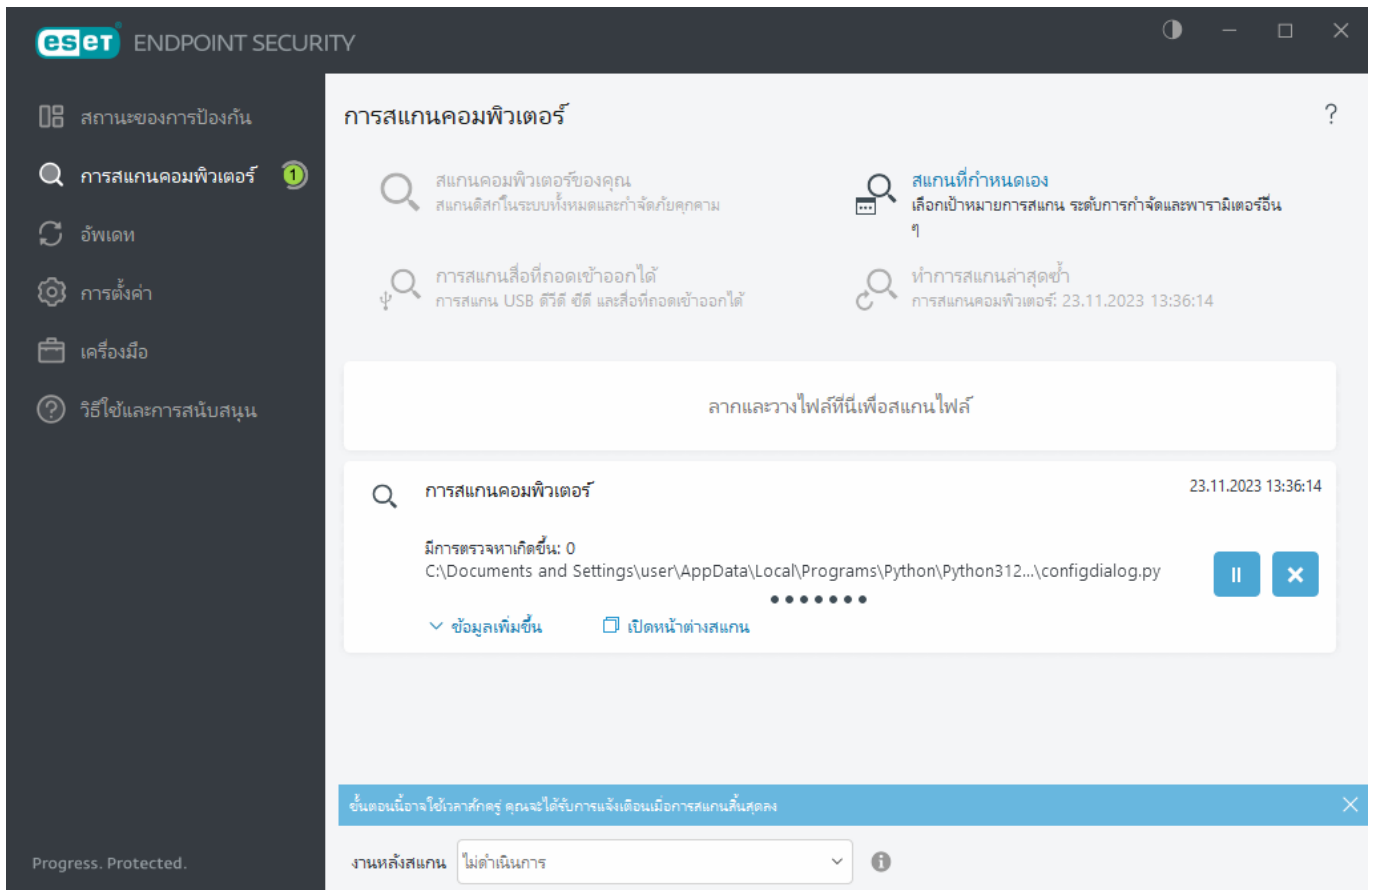 eset ENDPOINT SECURITY
สถานะของการป้องกัน
การสแกนคอมพิวเตอร์ 1
อัพเดท
การตั้งค่า
เครื่องมือ
วิธีใช้และการสนับสนุน
Progress. Protected.
การสแกนคอมพิวเตอร์ ?
สแกนคอมพิวเตอร์ของคุณ
สแกนดิสก์ในระบบทั้งหมดและกำจัดภัยคุกคาม
สแกนที่กำหนดเอง
เลือกเป้าหมายการสแกน ระดับการกำจัดและพารามิเตอร์อื่น
ๆ
การสแกนสื่อที่ถอดเข้าออกได้
การสแกน USB ดีวีดี ซีดี และสื่อที่ถอดเข้าออกได้
ทำการสแกนล่าสุดซ้ำ
การสแกนคอมพิวเตอร์: 23.11.2023 13:36:14
ลากและวางไฟล์ที่นี่เพื่อสแกนไฟล์
การสแกนคอมพิวเตอร์
23.11.2023 13:36:14
มีการตรวจหาเกิดขึ้น: 0
C:\Documents and Settings\user\AppData\Local\Programs\Python\Python312...\configdialog.py
ข้อมูลเพิ่มขึ้น
เปิดหน้าต่างสแกน
ขั้นตอนนี้อาจใช้เวลาสักครู่ คุณจะได้รับการแจ้งเตือนเมื่อการสแกนสิ้นสุดลง
งานหลังสแกน
ไม่ดำเนินการ